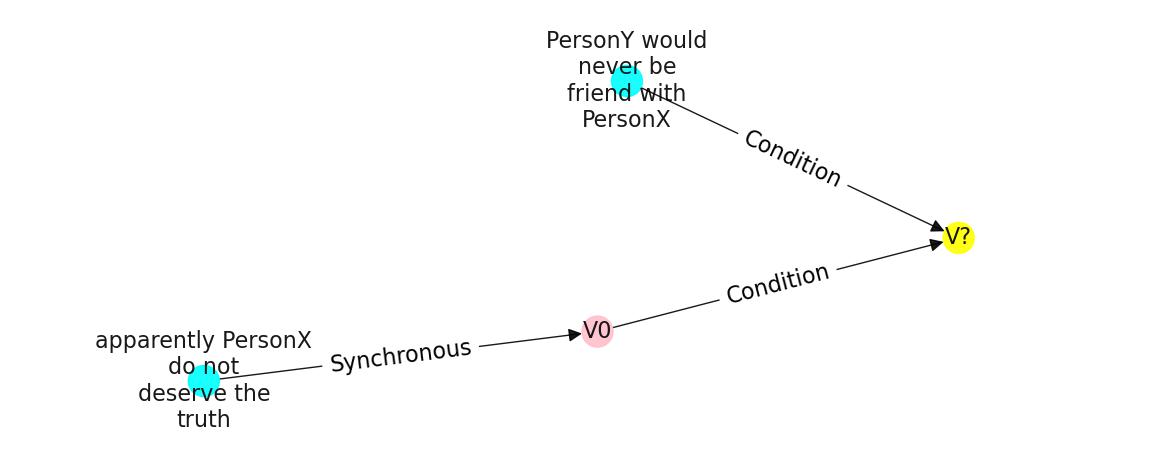 PersonY would
never be
friend with
PersonX
Condition
V?
Condition
V0
Synchronous
apparently PersonX
do not
deserve the
truth